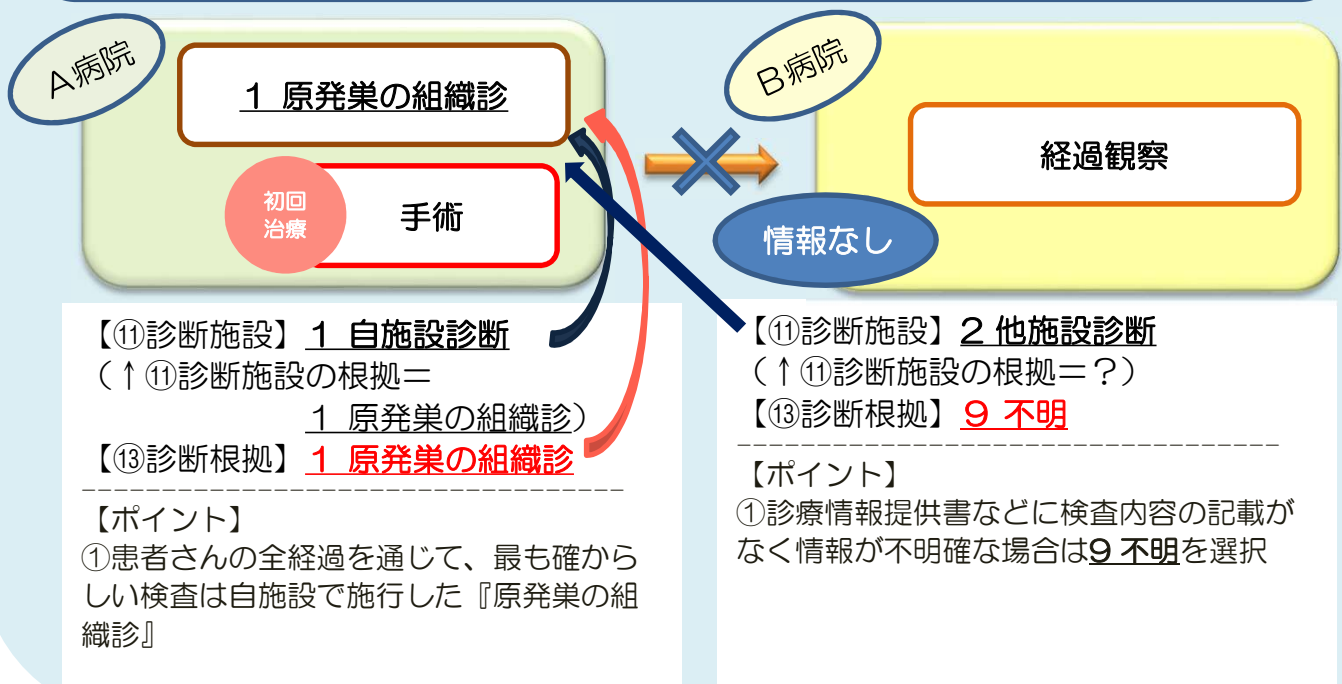 A病院
1 原発巣の組織診
初回
治療
手術
B病院
経過観察
情報なし
【⑪診断施設】1 自施設診断
(↑⑪診断施設の根拠=
1 原発巣の組織診)
【⑬診断根拠】1 原発巣の組織診
【ポイント】
①患者さんの全経過を通じて、最も確から
しい検査は自施設で施行した『原発巣の組
織診』
【⑪診断施設】2 他施設診断
(↑⑪診断施設の根拠=?)
【⑬診断根拠】9 不明
【ポイント】
①診療情報提供書などに検査内容の記載が
なく情報が不明確な場合は9 不明を選択